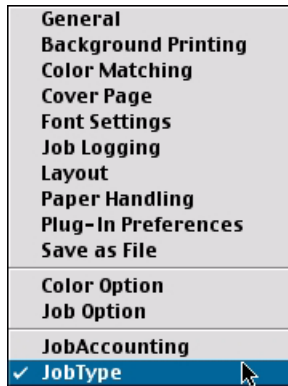 General
Background Printing
Color Matching
Cover Page
Font Settings
Job Logging
Layout
Paper Handling
Plug-In Preferences
Save as File
Color Option
Job Option
JobAccounting
✓ JobType